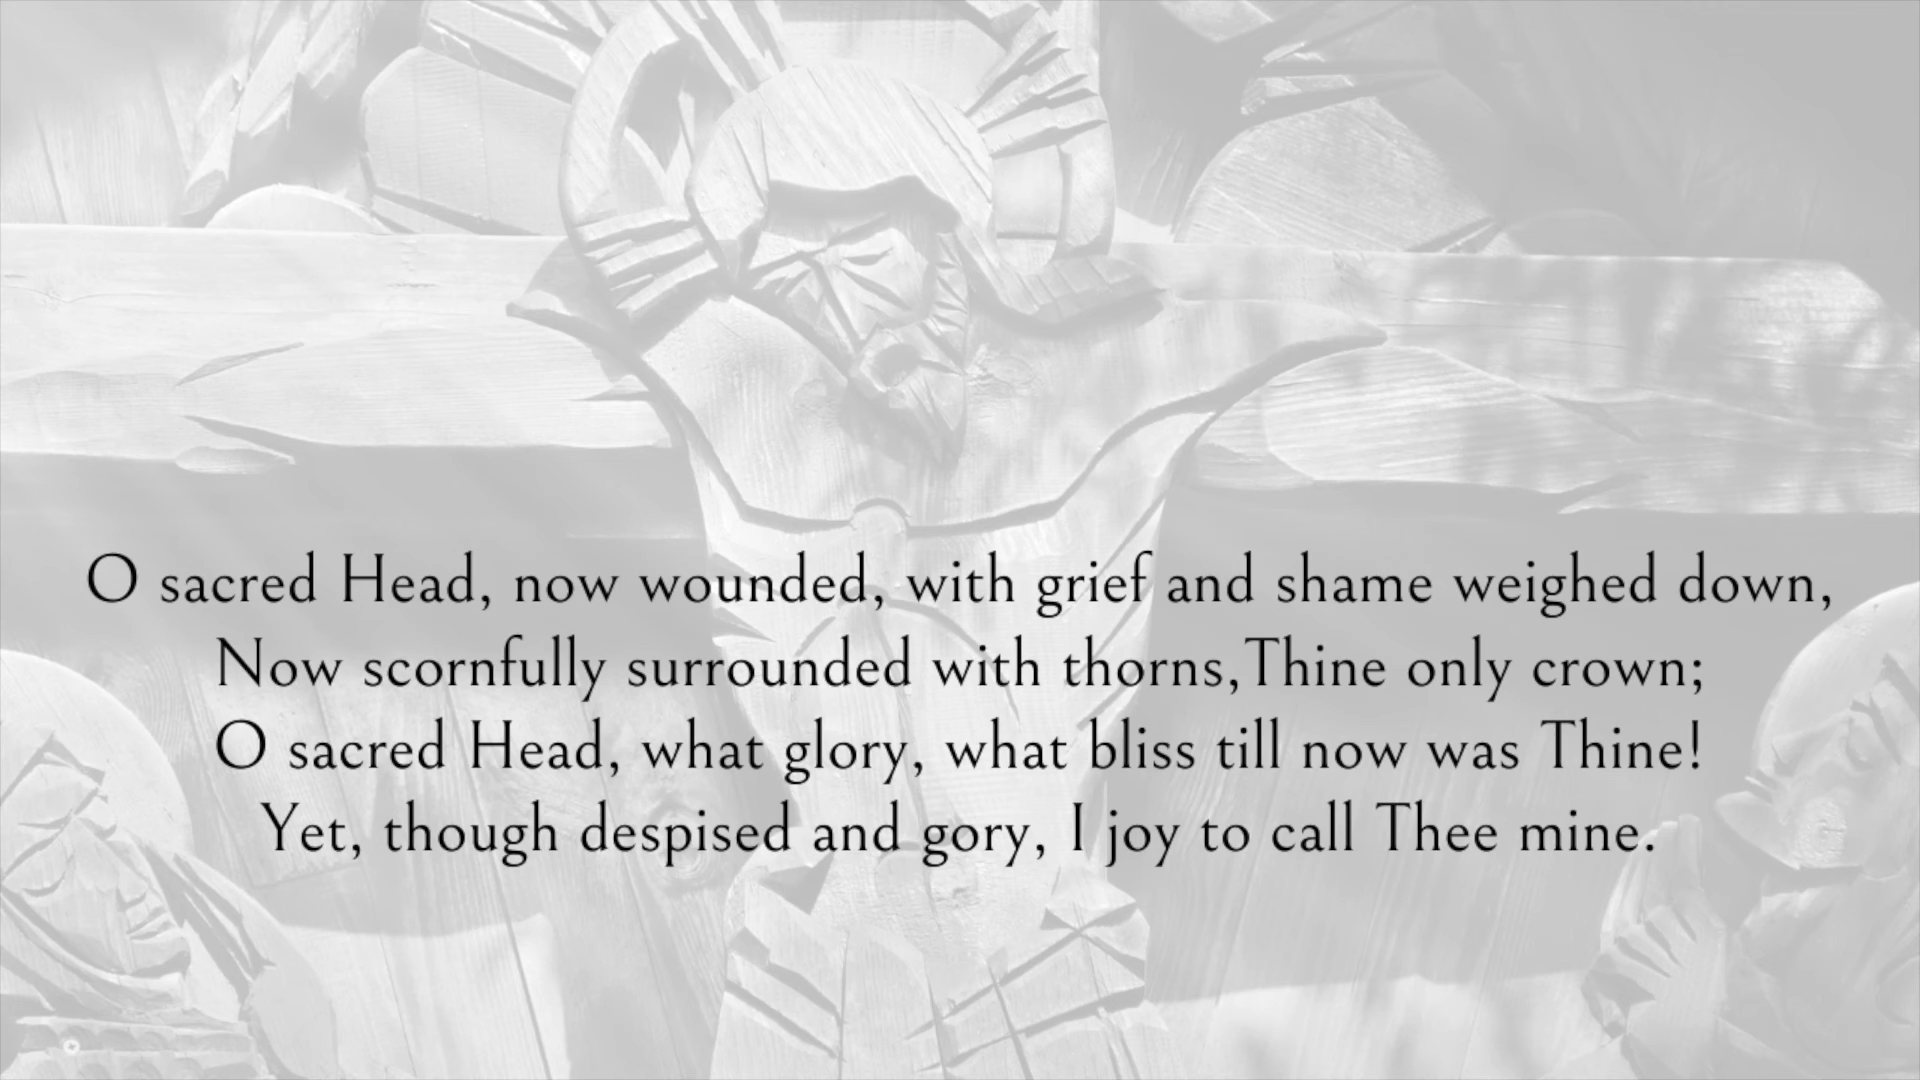 O sacred Head, now wounded, with grief and shame weighed down,
Now scornfully surrounded with thorns,Thine only crown;
O sacred Head, what glory, what bliss till now was Thine!
Yet, though despised and gory, I joy to call Thee mine.